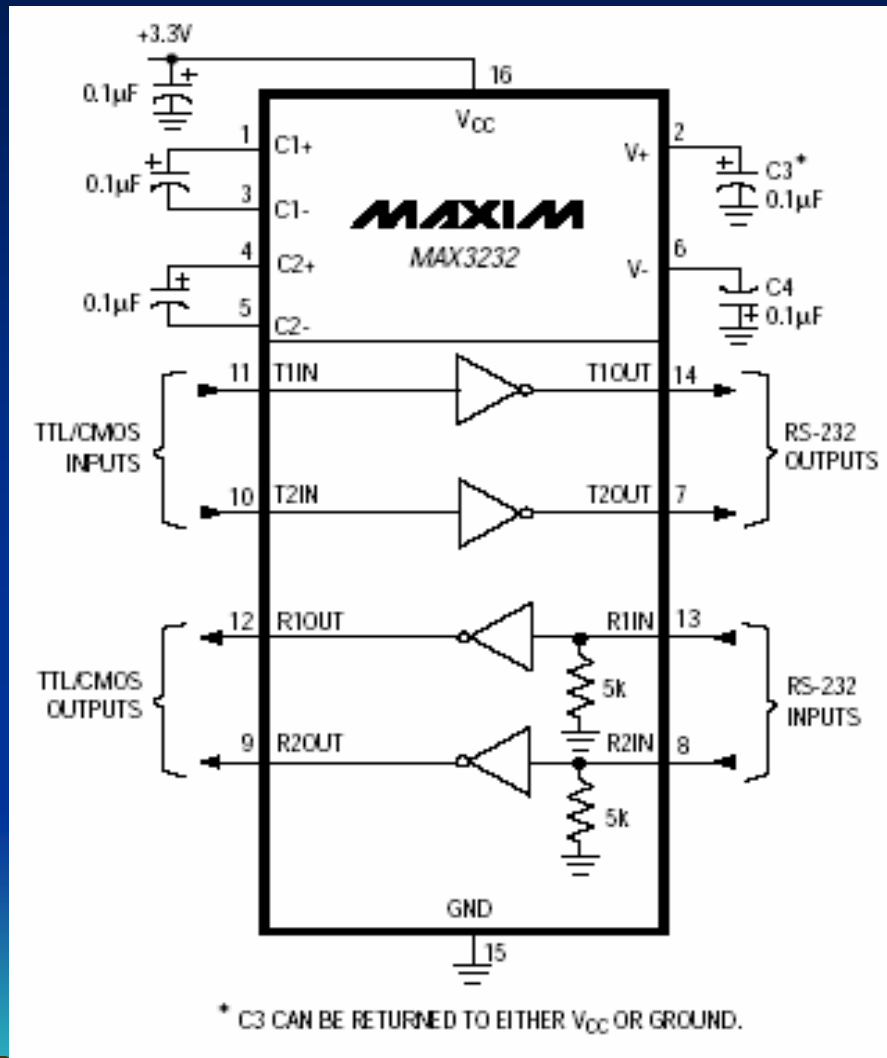 +3.3V
0.1µF
16
VCC
1
C1+
2
V+
C3*
0.1µF
0.1µF
3
C1-
MAXIM
MAX3232
4
C2+
6
V-
C4
0.1µF
0.1µF
5
C2-
11
T1IN
T1OUT
14
TTL/CMOS
INPUTS
RS-232
OUTPUTS
10
T2IN
T2OUT
7
12
R1OUT
R1IN
13
5k
TTL/CMOS
OUTPUTS
RS-232
INPUTS
9
R2OUT
R2IN
8
5k
GND
15
* C3 CAN BE RETURNED TO EITHER VCC OR GROUND.